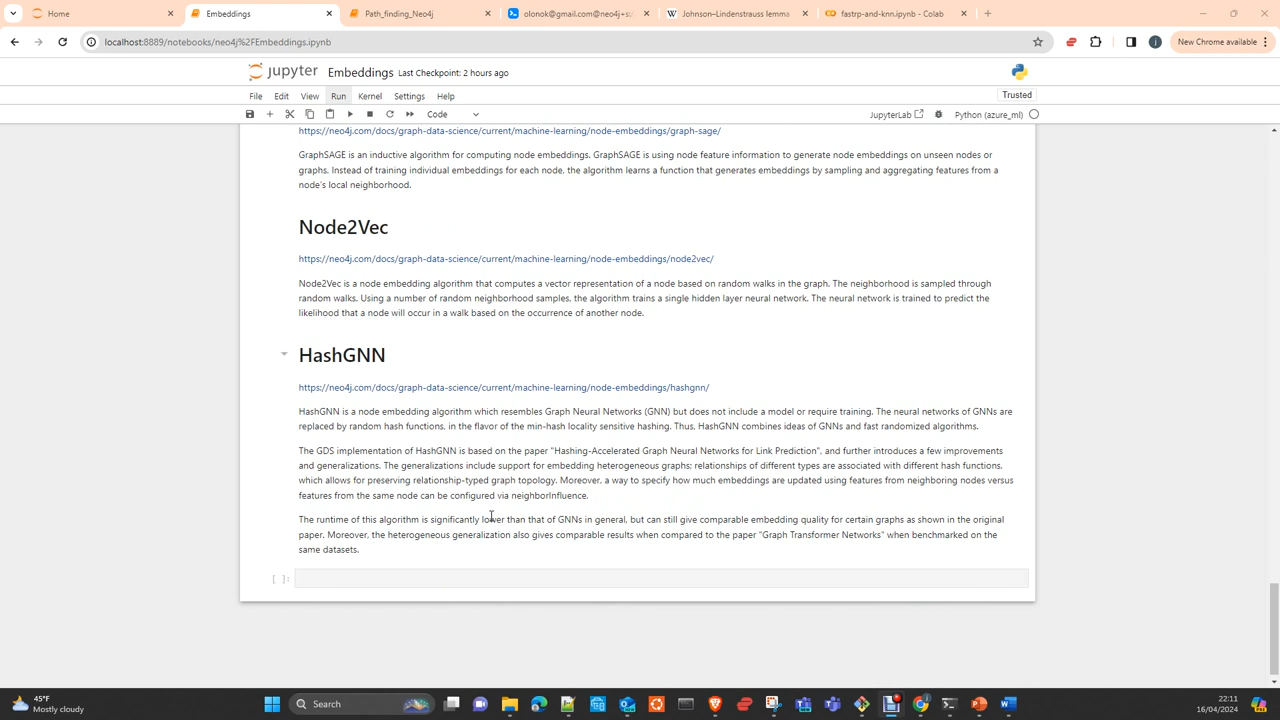 Home
Embeddings
Path_finding_Neo4j
Johnson–Lindenstrauss lemma
fastrp-and-knn.ipynb - Colab
localhost:8889/notebooks/neo4j%2FEmbeddings.ipynb
New Chrome available
jupyter Embeddings Last Checkpoint: 2 hours ago
File Edit View Run Kernel Settings Help
Trusted
Code
JupyterLab
Python (azure_ml)
https://neo4j.com/docs/graph-data-science/current/machine-learning/node-embeddings/graph-sage/
GraphSAGE is an inductive algorithm for computing node embeddings. GraphSAGE is using node feature information to generate node embeddings on unseen nodes or
graphs. Instead of training individual embeddings for each node, the algorithm learns a function that generates embeddings by sampling and aggregating features from a
node's local neighborhood.
Node2Vec
https://neo4j.com/docs/graph-data-science/current/machine-learning/node-embeddings/node2vec/
Node2Vec is a node embedding algorithm that computes a vector representation of a node based on random walks in the graph. The neighborhood is sampled through
random walks. Using a number of random neighborhood samples, the algorithm trains a single hidden layer neural network. The neural network is trained to predict the
likelihood that a node will occur in a walk based on the occurrence of another node.
HashGNN
https://neo4j.com/docs/graph-data-science/current/machine-learning/node-embeddings/hashgnn/
HashGNN is a node embedding algorithm which resembles Graph Neural Networks (GNN) but does not include a model or require training. The neural networks of GNNs are
replaced by random hash functions, in the flavor of the min-hash locality sensitive hashing. Thus, HashGNN combines ideas of GNNs and fast randomized algorithms.
The GDS implementation of HashGNN is based on the paper "Hashing-Accelerated Graph Neural Networks for Link Prediction", and further introduces a few improvements
and generalizations. The generalizations include support for embedding heterogeneous graphs; relationships of different types are associated with different hash functions,
which allows for preserving relationship-typed graph topology. Moreover, a way to specify how much embeddings are updated using features from neighboring nodes versus
features from the same node can be configured via neighborInfluence.
The runtime of this algorithm is significantly lower than that of GNNs in general, but can still give comparable embedding quality for certain graphs as shown in the original
paper. Moreover, the heterogeneous generalization also gives comparable results when compared to the paper "Graph Transformer Networks" when benchmarked on the
same datasets.
[ ]:
45°F
Mostly cloudy
Search
22:11
16/04/2024